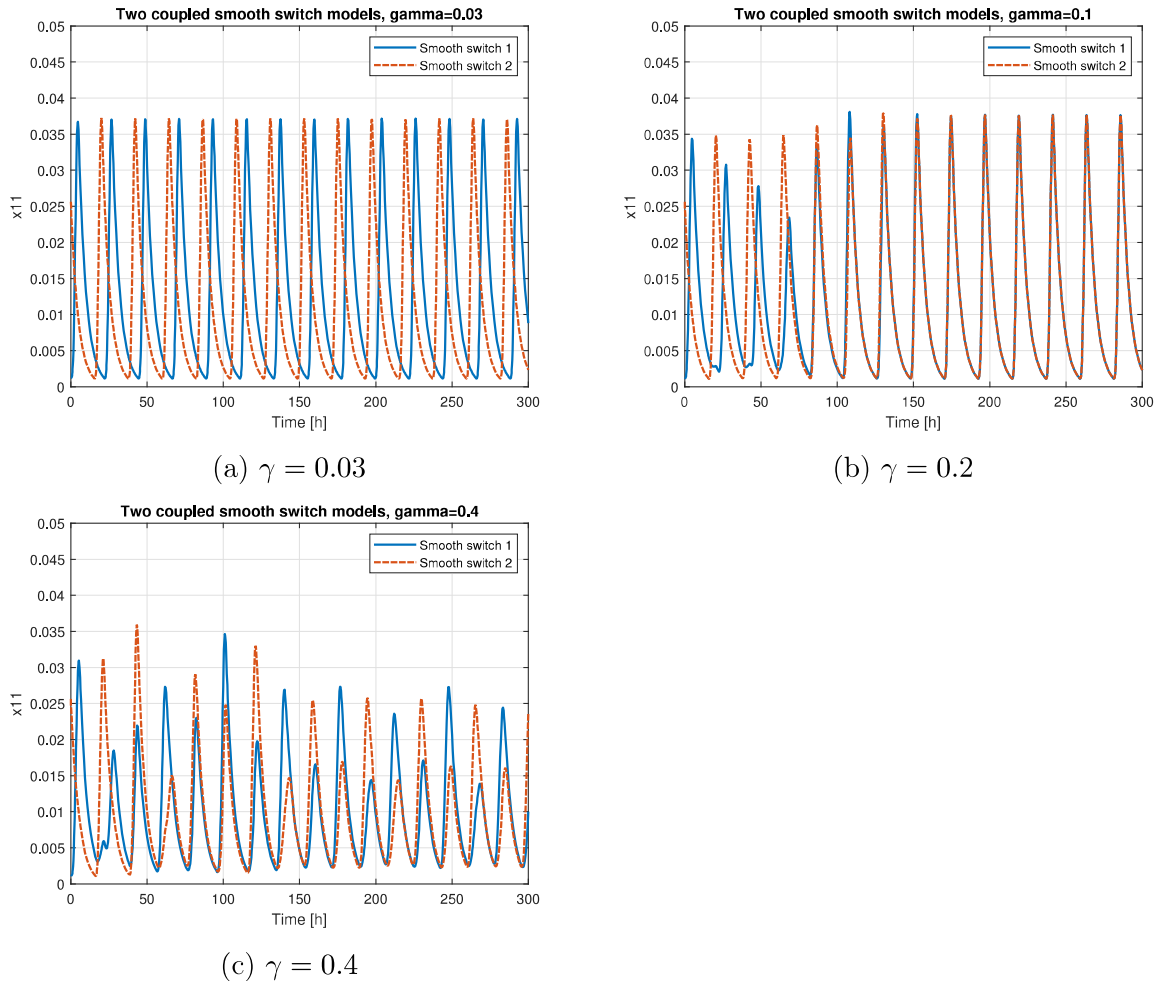 Two coupled smooth switch models, gamma=0.03
0.05
0.045
0.04
0.035
0.03
0.025
0.02
0.015
0.01
0.005
0
x11
Smooth switch 1
Smooth switch 2
0 50 100 150 200 250 300
Time [h]
(a) γ = 0.03
Two coupled smooth switch models, gamma=0.1
0.05
0.045
0.04
0.035
0.03
0.025
0.02
0.015
0.01
0.005
0
x11
Smooth switch 1
Smooth switch 2
0 50 100 150 200 250 300
Time [h]
(b) γ = 0.2
Two coupled smooth switch models, gamma=0.4
0.05
0.045
0.04
0.035
0.03
0.025
0.02
0.015
0.01
0.005
0
x11
Smooth switch 1
Smooth switch 2
0 50 100 150 200 250 300
Time [h]
(c) γ = 0.4